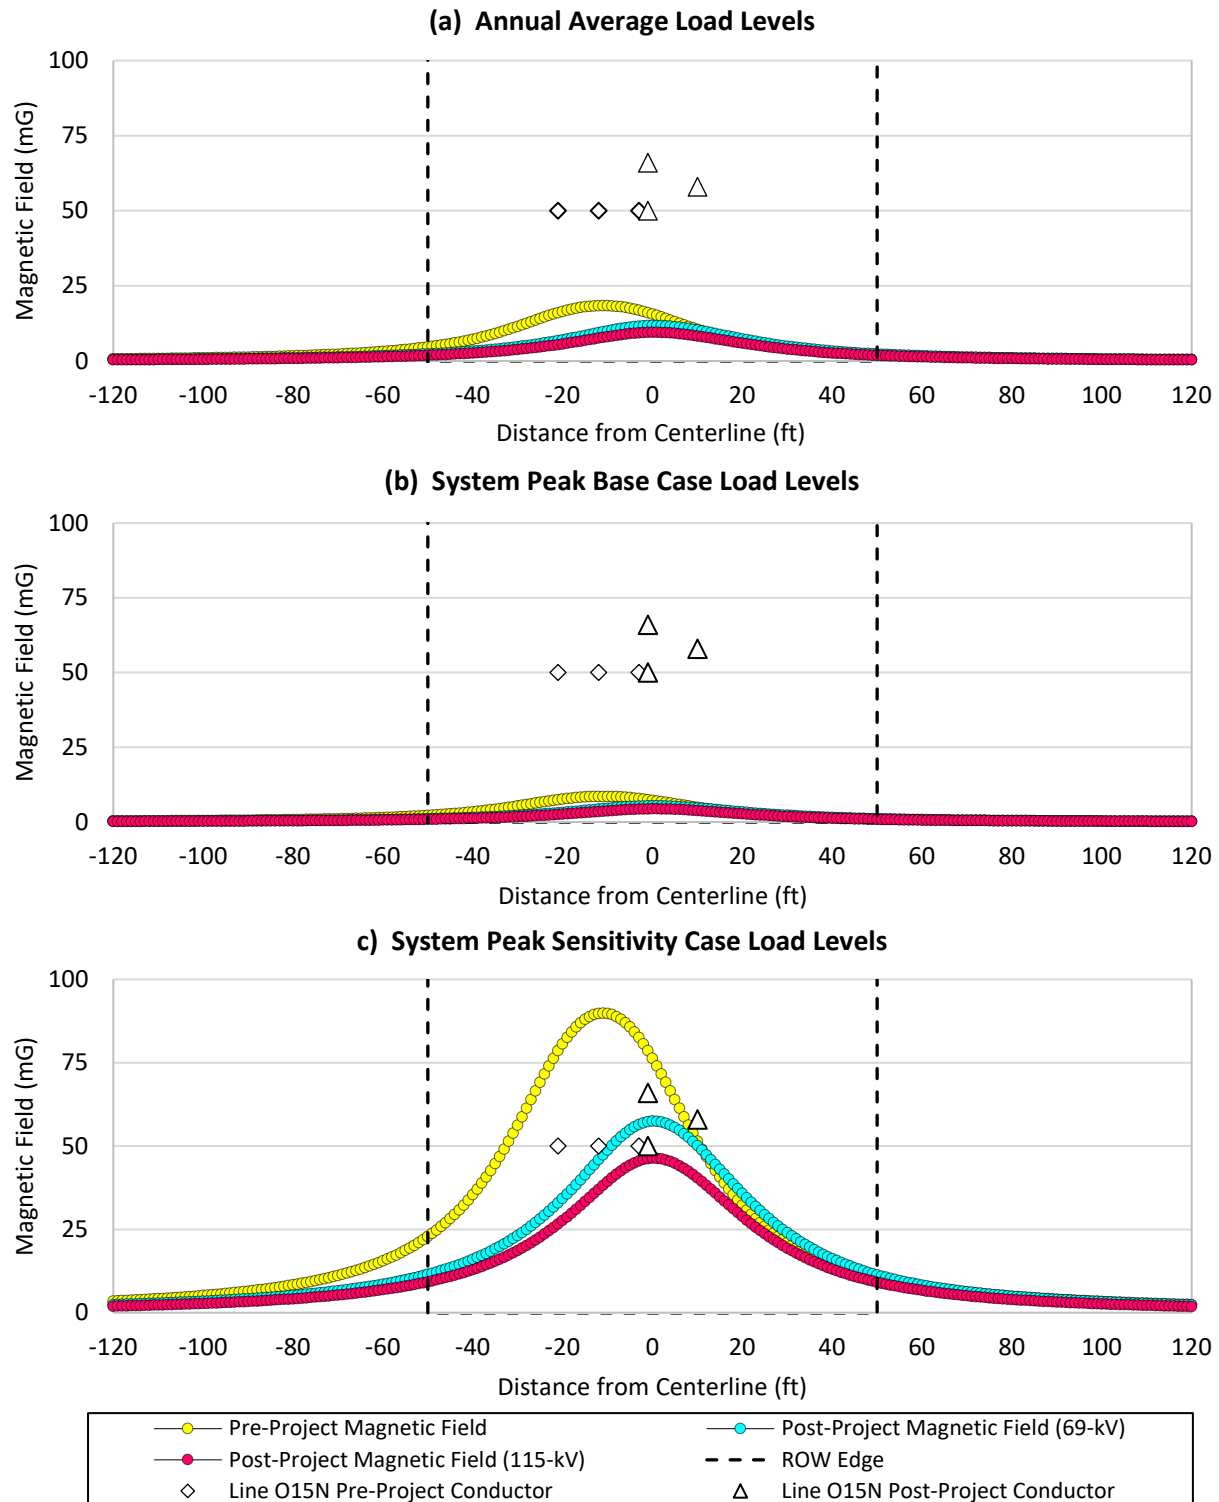 (a) Annual Average Load Levels
Magnetic Field (mG)
100
75
50
25
0
-120 -100 -80 -60 -40 -20 0 20 40 60 80 100 120
Distance from Centerline (ft)
(b) System Peak Base Case Load Levels
Magnetic Field (mG)
100
75
50
25
0
-120 -100 -80 -60 -40 -20 0 20 40 60 80 100 120
Distance from Centerline (ft)
c) System Peak Sensitivity Case Load Levels
Magnetic Field (mG)
100
75
50
25
0
-120 -100 -80 -60 -40 -20 0 20 40 60 80 100 120
Distance from Centerline (ft)
Pre-Project Magnetic Field
Post-Project Magnetic Field (69-kV)
Post-Project Magnetic Field (115-kV)
ROW Edge
Line O15N Pre-Project Conductor
Line O15N Post-Project Conductor